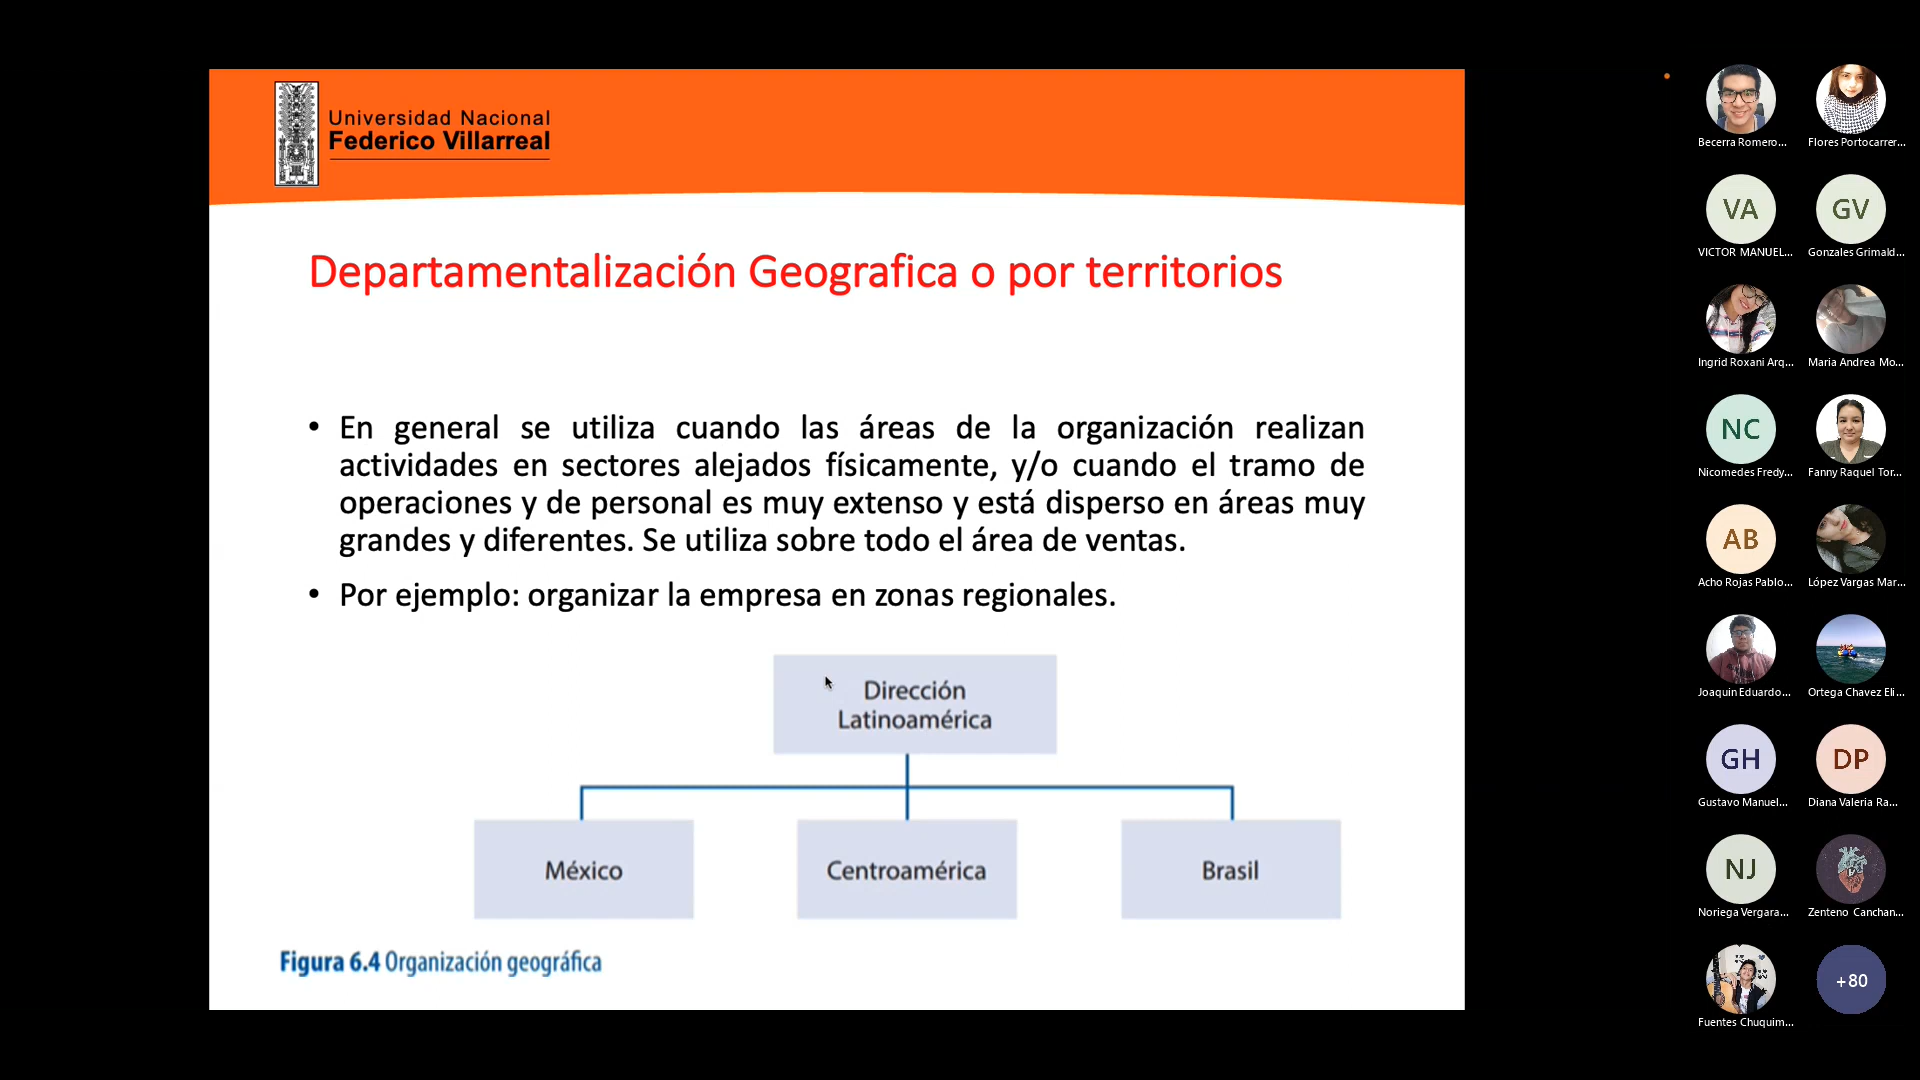 Universidad Nacional
Federico Villarreal
Departamentalización Geografica o por territorios
• En general se utiliza cuando las áreas de la organización realizan
actividades en sectores alejados físicamente, y/o cuando el tramo de
operaciones y de personal es muy extenso y está disperso en áreas muy
grandes y diferentes. Se utiliza sobre todo el área de ventas.
• Por ejemplo: organizar la empresa en zonas regionales.
Dirección
Latinoamérica
México
Centroamérica
Brasil
Figura 6.4 Organización geográfica
Becerra Romero...
Flores Portocarrer...
VA
VICTOR MANUEL...
GV
Gonzales Grimald...
Ingrid Roxani Arq...
Maria Andrea Mo...
NC
Nicomedes Fredy...
Fanny Raquel Tor...
AB
Acho Rojas Pablo...
López Vargas Mar...
Joaquin Eduardo...
Ortega Chavez Eli...
GH
Gustavo Manuel...
DP
Diana Valeria Ra...
NJ
Noriega Vergara...
Zenteno Canchan...
Fuentes Chuquim...
+80